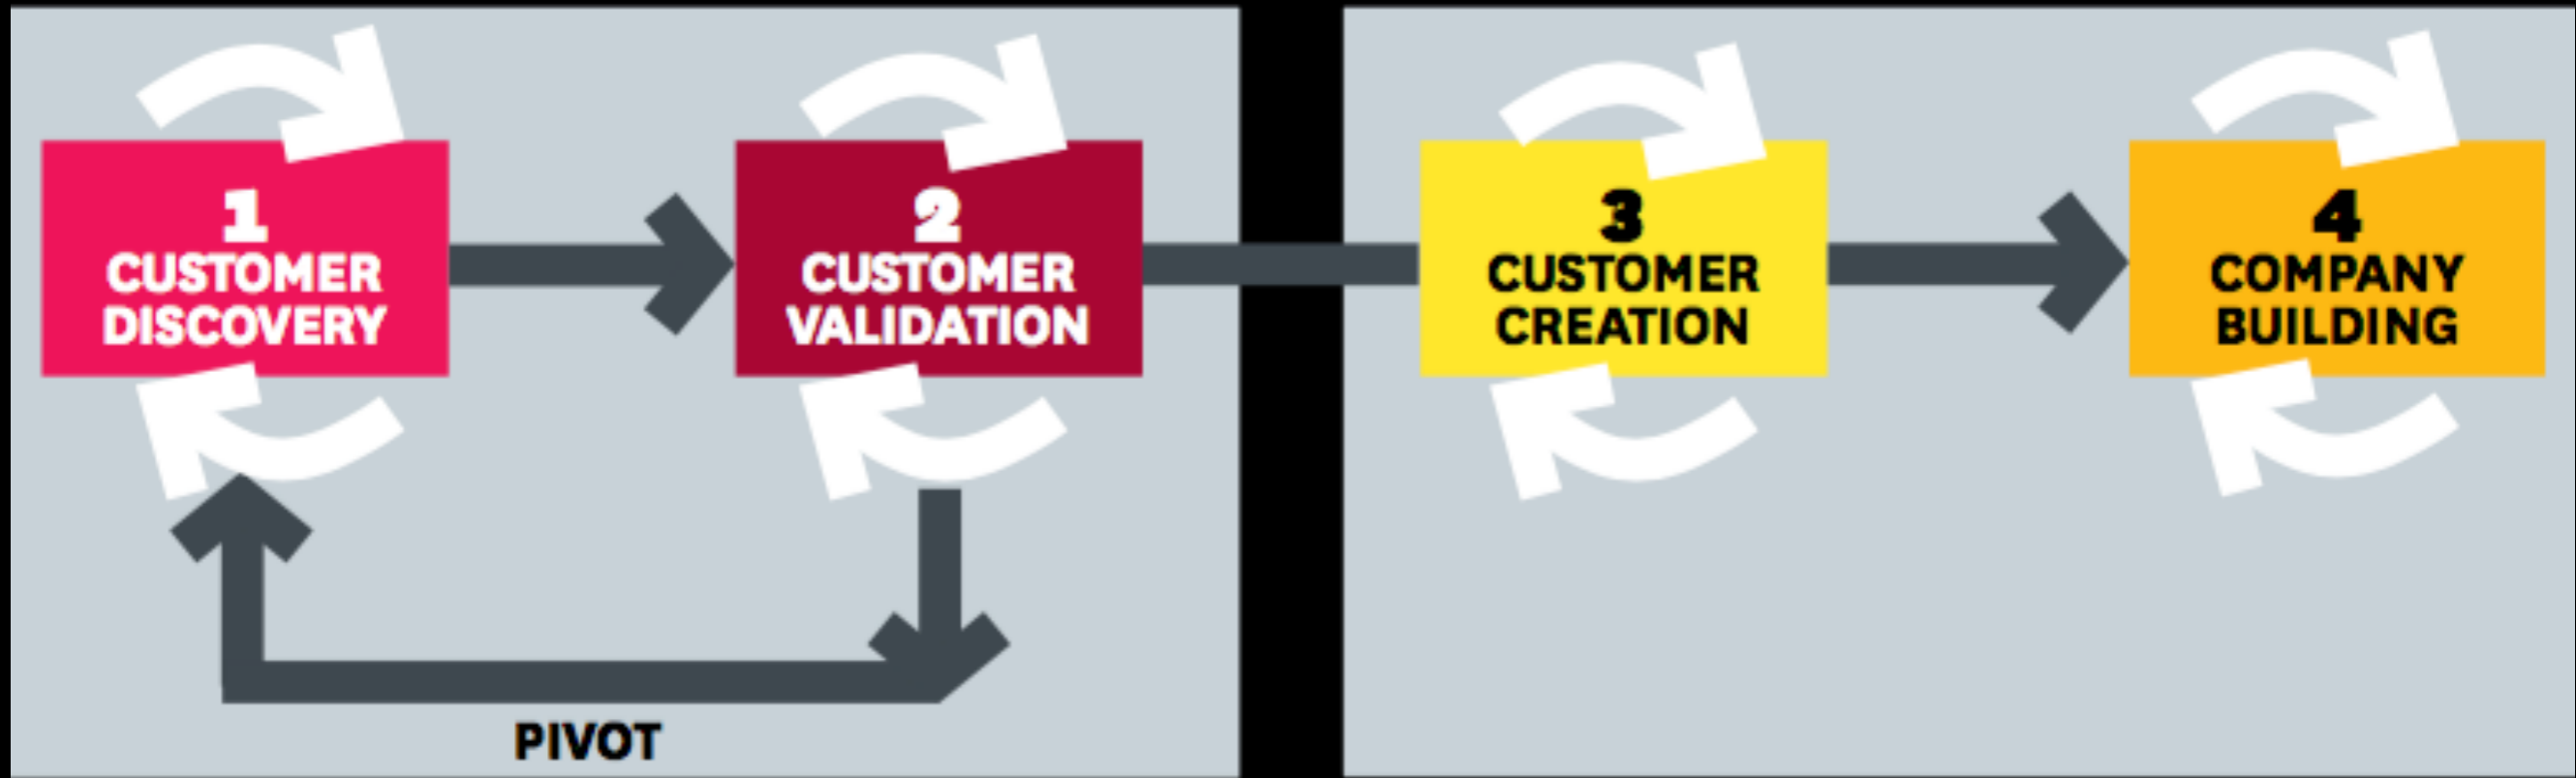 1
CUSTOMER
DISCOVERY
2
CUSTOMER
VALIDATION
3
CUSTOMER
CREATION
4
COMPANY
BUILDING
PIVOT